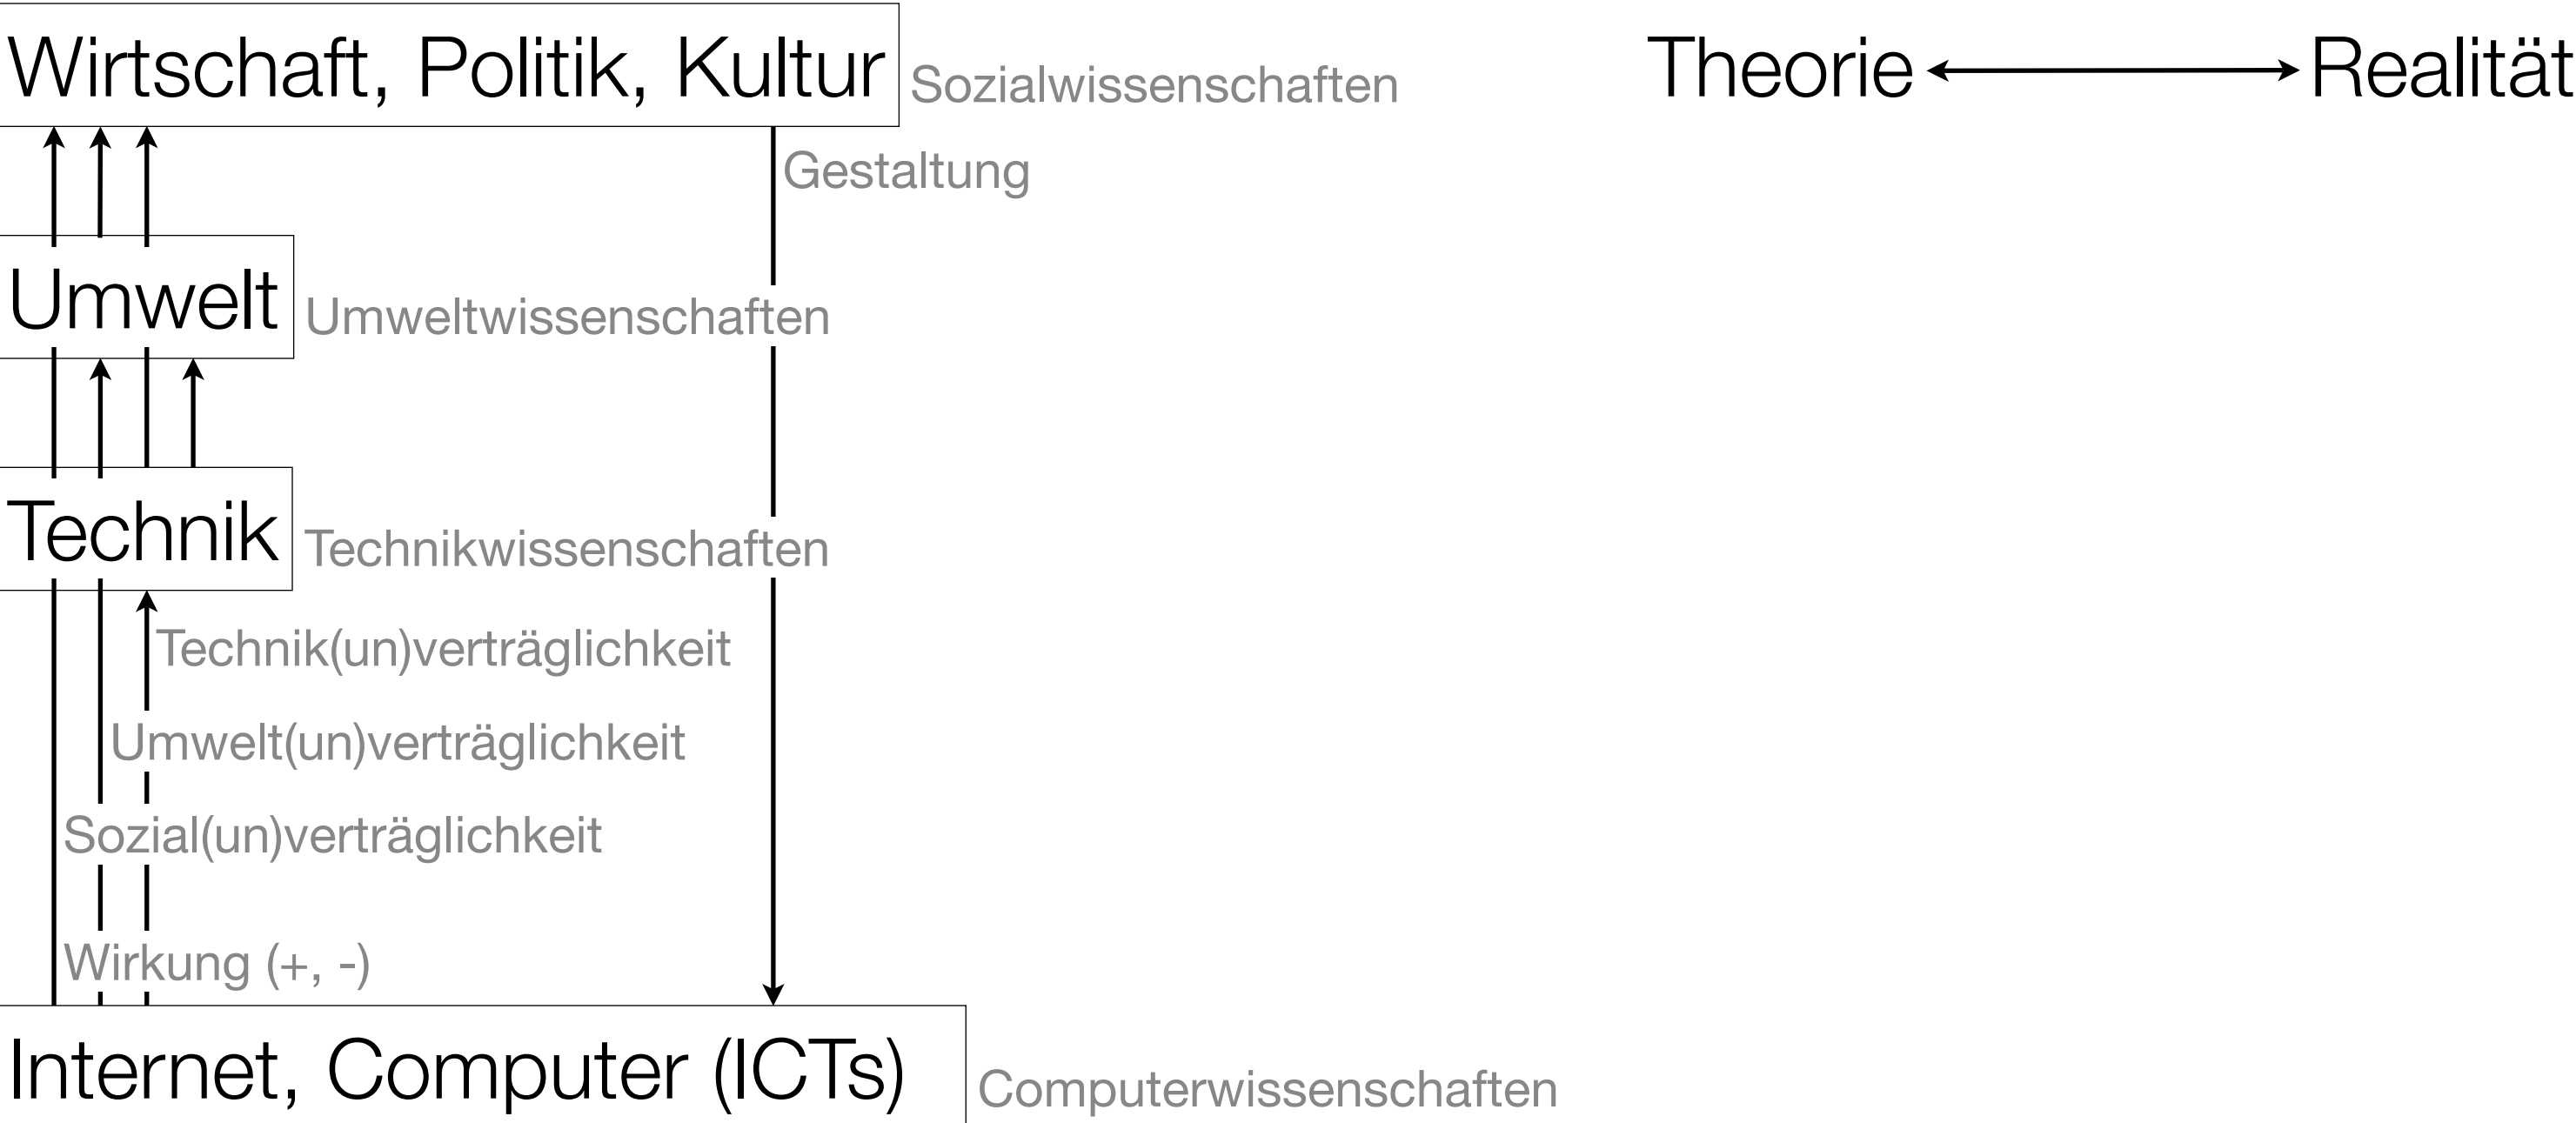 Wirtschaft, Politik, Kultur
Sozialwissenschaften
Theorie
Realität
Gestaltung
Umwelt
Umweltwissenschaften
Technik
Technikwissenschaften
Technik(un)verträglichkeit
Umwelt(un)verträglichkeit
Sozial(un)verträglichkeit
Wirkung (+, -)
Internet, Computer (ICTs)
Computerwissenschaften